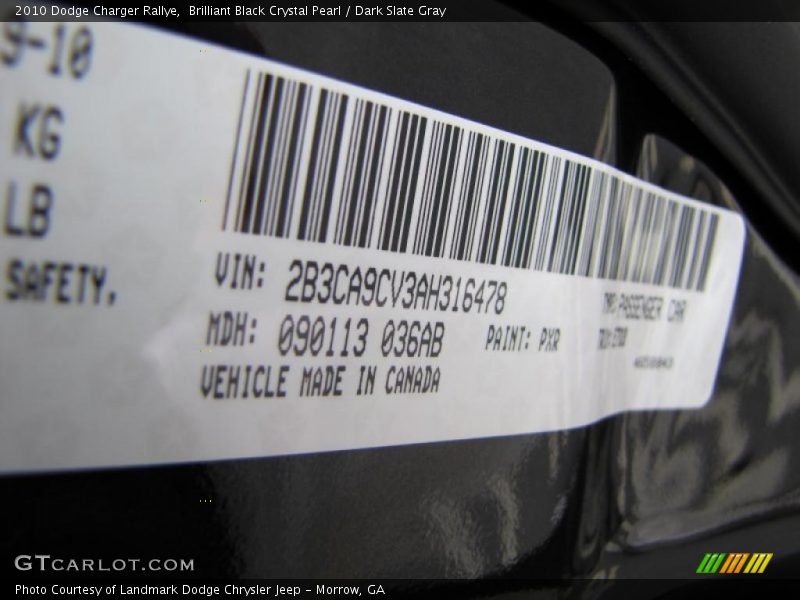 2010 Dodge Charger Rallye,  Brilliant Black Crystal Pearl / Dark Slate Gray
9-10
KG
LB
SAFETY.
VIN: 2B3CA9CV3AH316478
MDH: 090113 036AB
PAINT: PXR
VEHICLE MADE IN CANADA
PASSENGER CAR
GTCARLOT.COM
Photo Courtesy of Landmark Dodge Chrysler Jeep - Morrow, GA